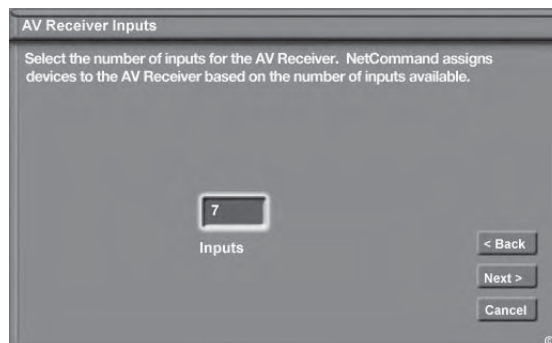 AV Receiver Inputs
Select the number of inputs for the AV Receiver. NetCommand assigns
devices to the AV Receiver based on the number of inputs available.
7
Inputs
< Back
Next >
Cancel